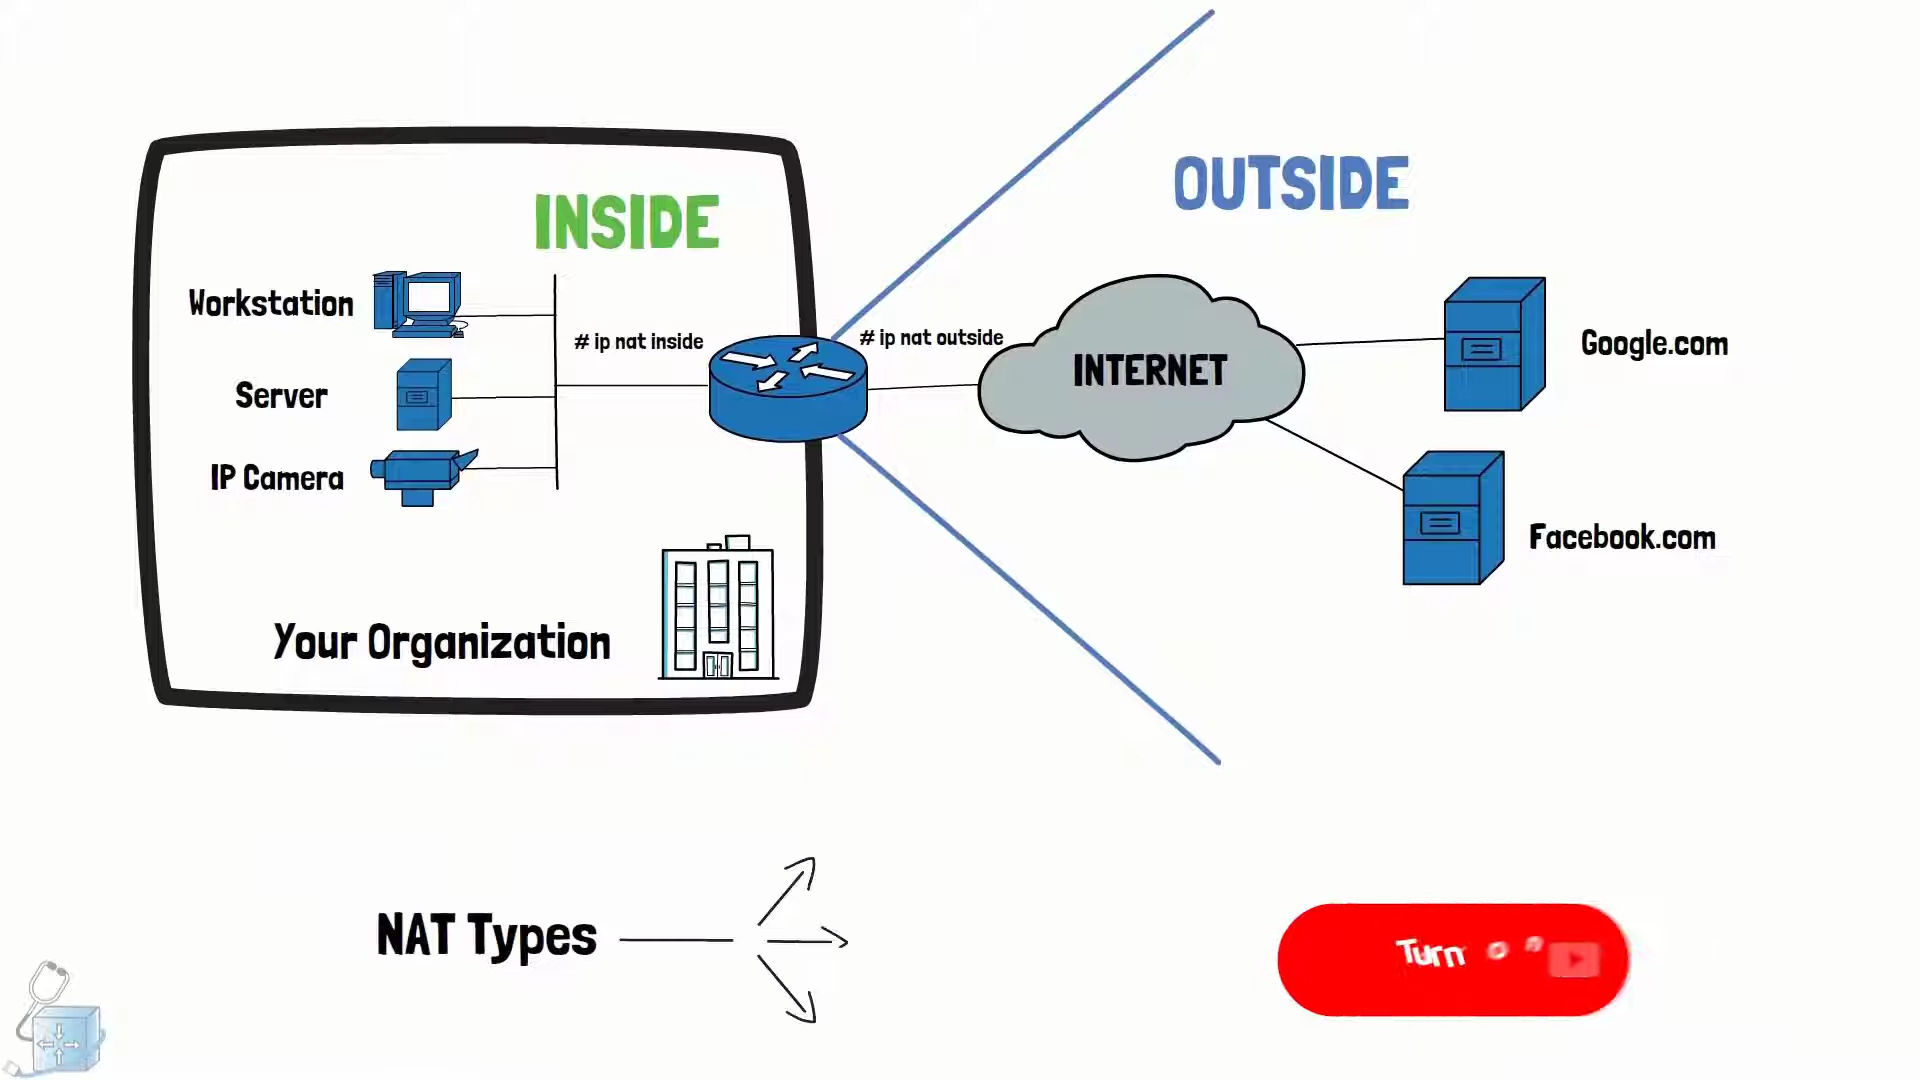 INSIDE
OUTSIDE
Workstation
# ip nat inside
# ip nat outside
Google.com
INTERNET
Server
IP Camera
Facebook.com
Your Organization
NAT Types
Turn on